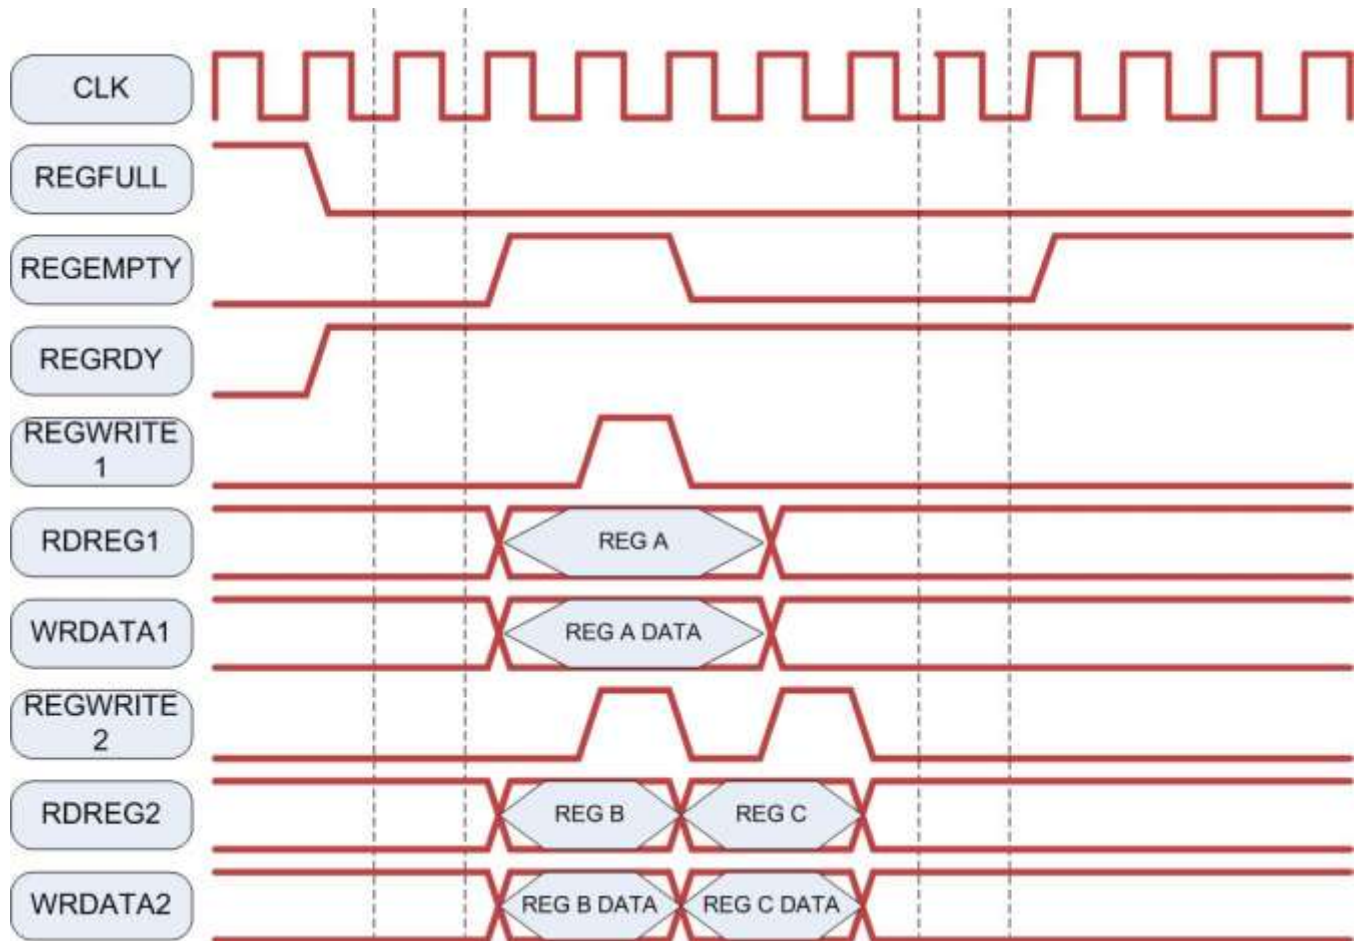 CLK
REGFULL
REGEMPTY
REGRDY
REGWRITE
1
RDREG1
REG A
WRDATA1
REG A DATA
REGWRITE
2
RDREG2
REG B
REG C
WRDATA2
REG B DATA
REG C DATA